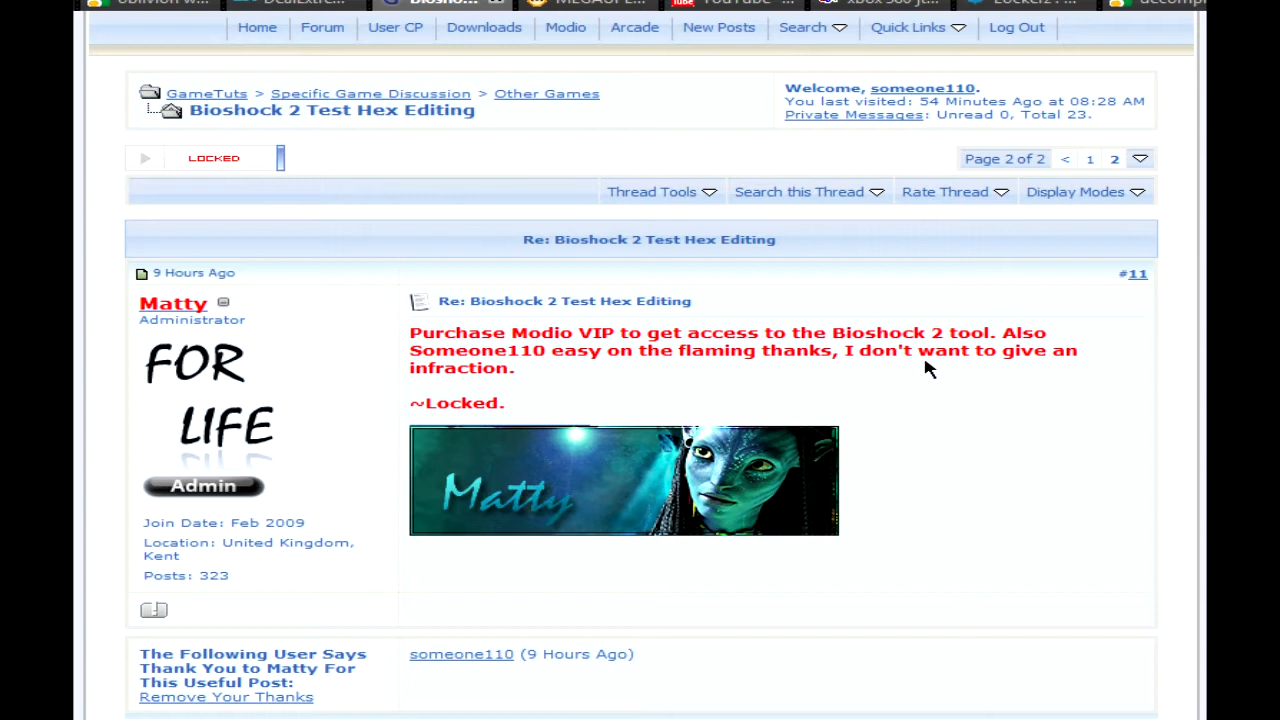 Home Forum User CP Downloads Modio Arcade New Posts Search Quick Links Log Out
GameTuts > Specific Game Discussion > Other Games
Bioshock 2 Test Hex Editing
Welcome, someone110.
You last visited: 54 Minutes Ago at 08:28 AM
Private Messages: Unread 0, Total 23.
LOCKED
Page 2 of 2 < 1 2
Thread Tools Search this Thread Rate Thread Display Modes
Re: Bioshock 2 Test Hex Editing
9 Hours Ago
#11
Matty
Administrator
FOR
LIFE
Admin
Join Date: Feb 2009
Location: United Kingdom,
Kent
Posts: 323
Re: Bioshock 2 Test Hex Editing
Purchase Modio VIP to get access to the Bioshock 2 tool. Also
Someone110 easy on the flaming thanks, I don't want to give an
infraction.
~Locked.
Matty
The Following User Says
Thank You to Matty For
This Useful Post:
Remove Your Thanks
someone110 (9 Hours Ago)